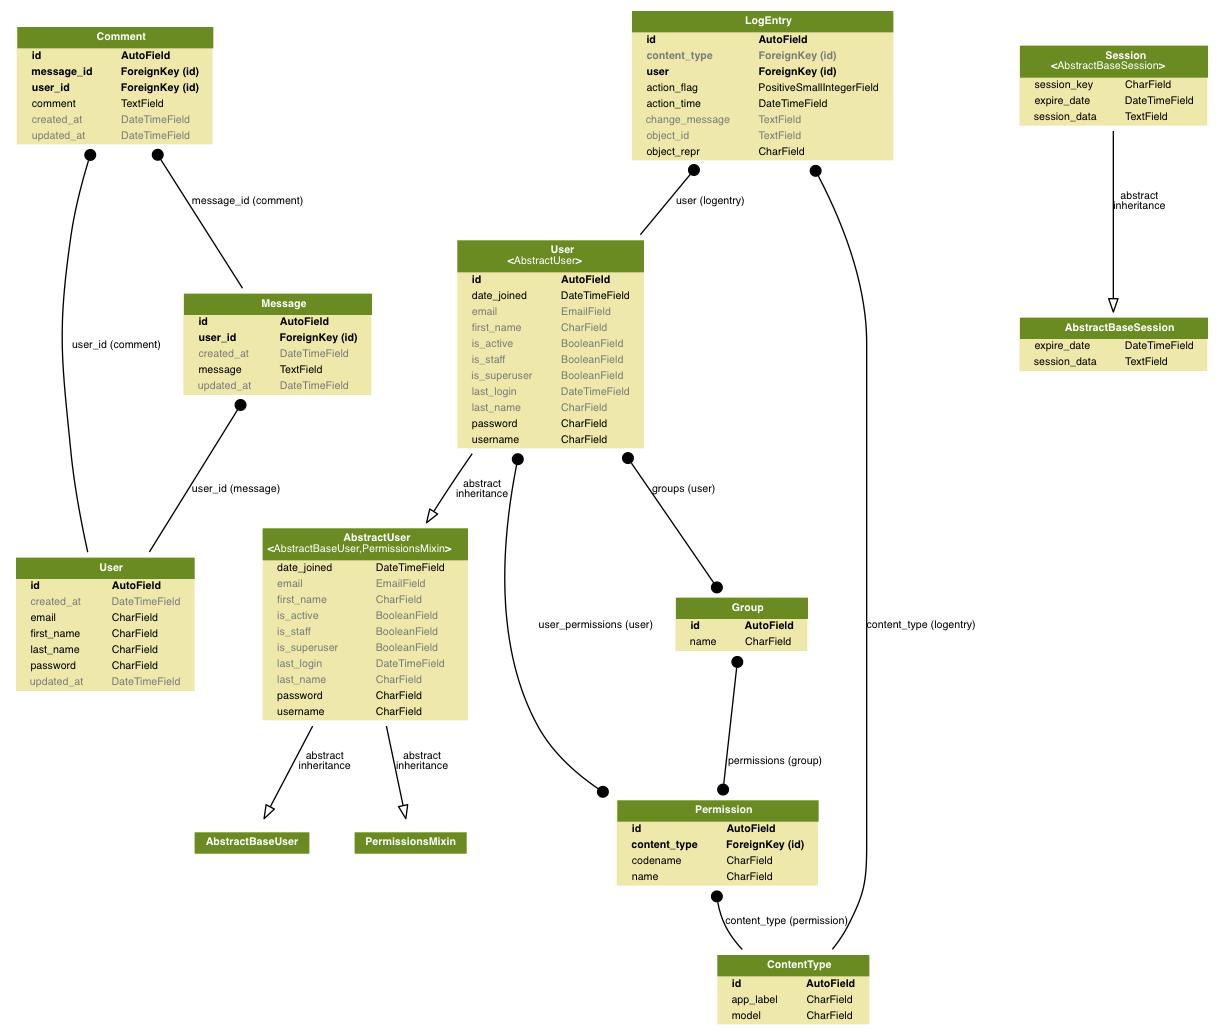 Comment
id AutoField
message_id ForeignKey (id)
user_id ForeignKey (id)
comment TextField
created_at DateTimeField
updated_at DateTimeField
LogEntry
id AutoField
content_type ForeignKey (id)
user ForeignKey (id)
action_flag PositiveSmallIntegerField
action_time DateTimeField
change_message TextField
object_id TextField
object_repr CharField
Session
<AbstractBaseSession>
session_key CharField
expire_date DateTimeField
session_data TextField
message_id (comment)
user (logentry)
abstract
inheritance
User
<AbstractUser>
id AutoField
date_joined DateTimeField
email EmailField
first_name CharField
is_active BooleanField
is_staff BooleanField
is_superuser BooleanField
last_login DateTimeField
last_name CharField
password CharField
username CharField
Message
id AutoField
user_id ForeignKey (id)
created_at DateTimeField
message TextField
updated_at DateTimeField
AbstractBaseSession
expire_date DateTimeField
session_data TextField
user_id (comment)
user_id (message)
abstract
inheritance
groups (user)
AbstractUser
<AbstractBaseUser,PermissionsMixin>
date_joined DateTimeField
email EmailField
first_name CharField
is_active BooleanField
is_staff BooleanField
is_superuser BooleanField
last_login DateTimeField
last_name CharField
password CharField
username CharField
User
id AutoField
created_at DateTimeField
email CharField
first_name CharField
last_name CharField
password CharField
updated_at DateTimeField
Group
id AutoField
name CharField
user_permissions (user)
content_type (logentry)
abstract
inheritance
abstract
inheritance
permissions (group)
AbstractBaseUser
PermissionsMixin
Permission
id AutoField
content_type ForeignKey (id)
codename CharField
name CharField
content_type (permission)
ContentType
id AutoField
app_label CharField
model CharField